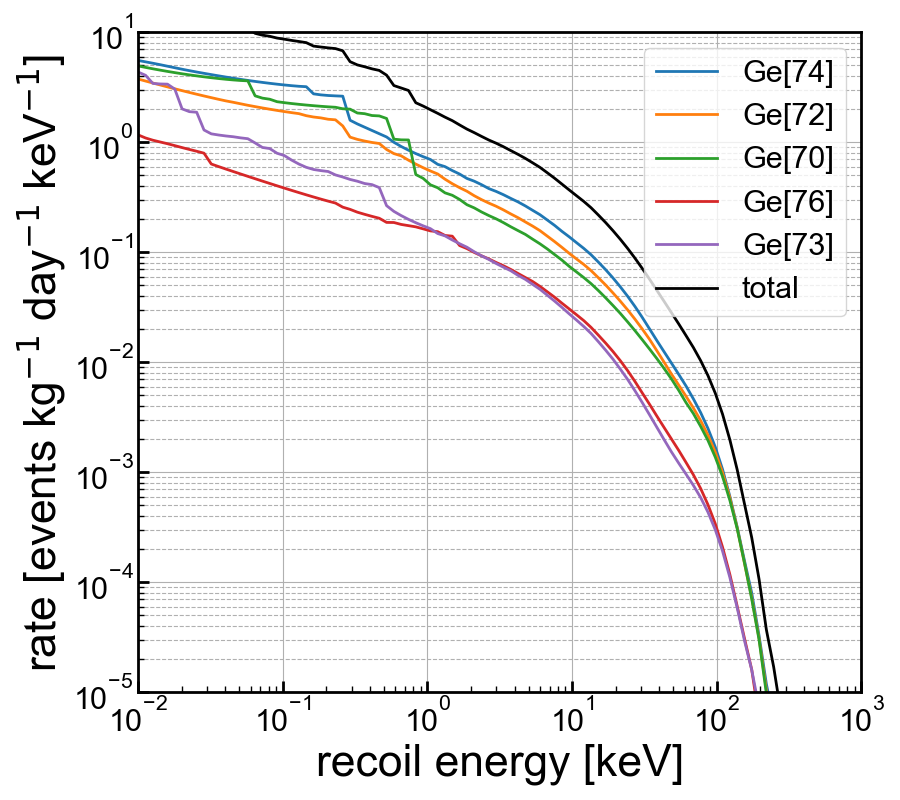 rate [events kg⁻¹ day⁻¹ keV⁻¹]
10¹
10⁰
10⁻¹
10⁻²
10⁻³
10⁻⁴
10⁻⁵
Ge[74]
Ge[72]
Ge[70]
Ge[76]
Ge[73]
total
10⁻² 10⁻¹ 10⁰ 10¹ 10² 10³
recoil energy [keV]